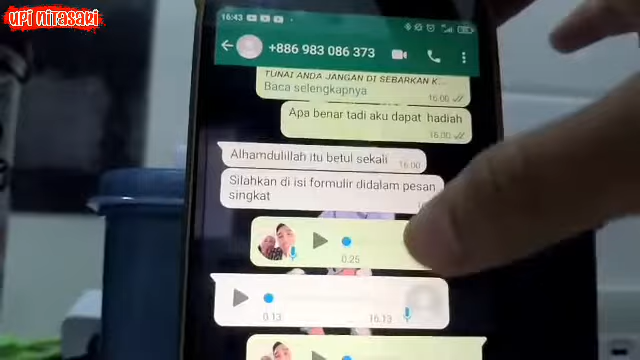 upi nitasari
16:43
+886 983 086 373
TUNAI ANDA JANGAN DI SEBARKAN K...
Baca selengkapnya
16.00
Apa benar tadi aku dapat hadiah
16.00
Alhamdulillah itu betul sekali
16.00
Silahkan di isi formulir didalam pesan
singkat
0.25
0.13
16.13